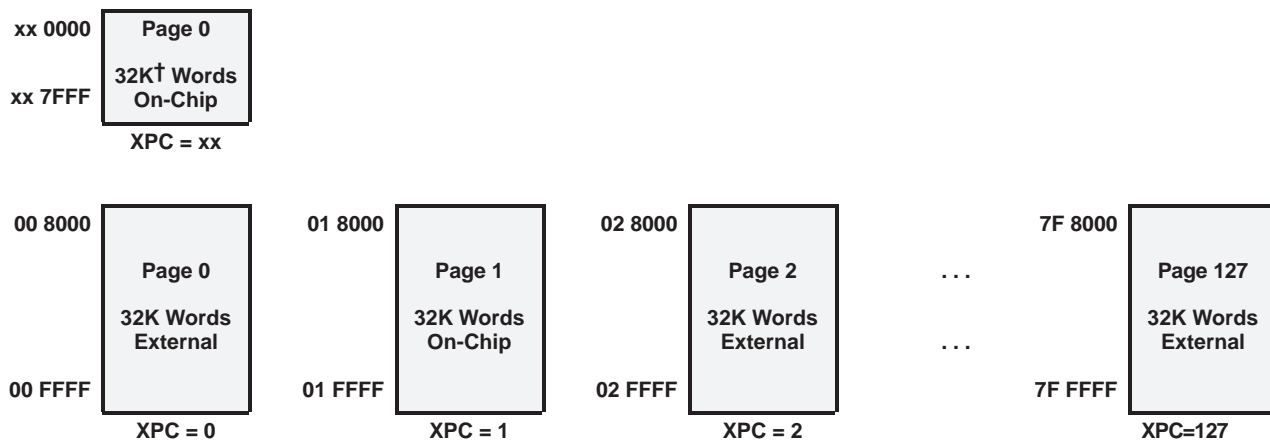 xx 0000
Page 0
32K† Words
On-Chip
xx 7FFF
XPC = xx
00 8000
Page 0
32K Words
External
00 FFFF
XPC = 0
01 8000
Page 1
32K Words
On-Chip
01 FFFF
XPC = 1
02 8000
Page 2
32K Words
External
02 FFFF
XPC = 2
. . .
. . .
7F 8000
Page 127
32K Words
External
7F FFFF
XPC=127